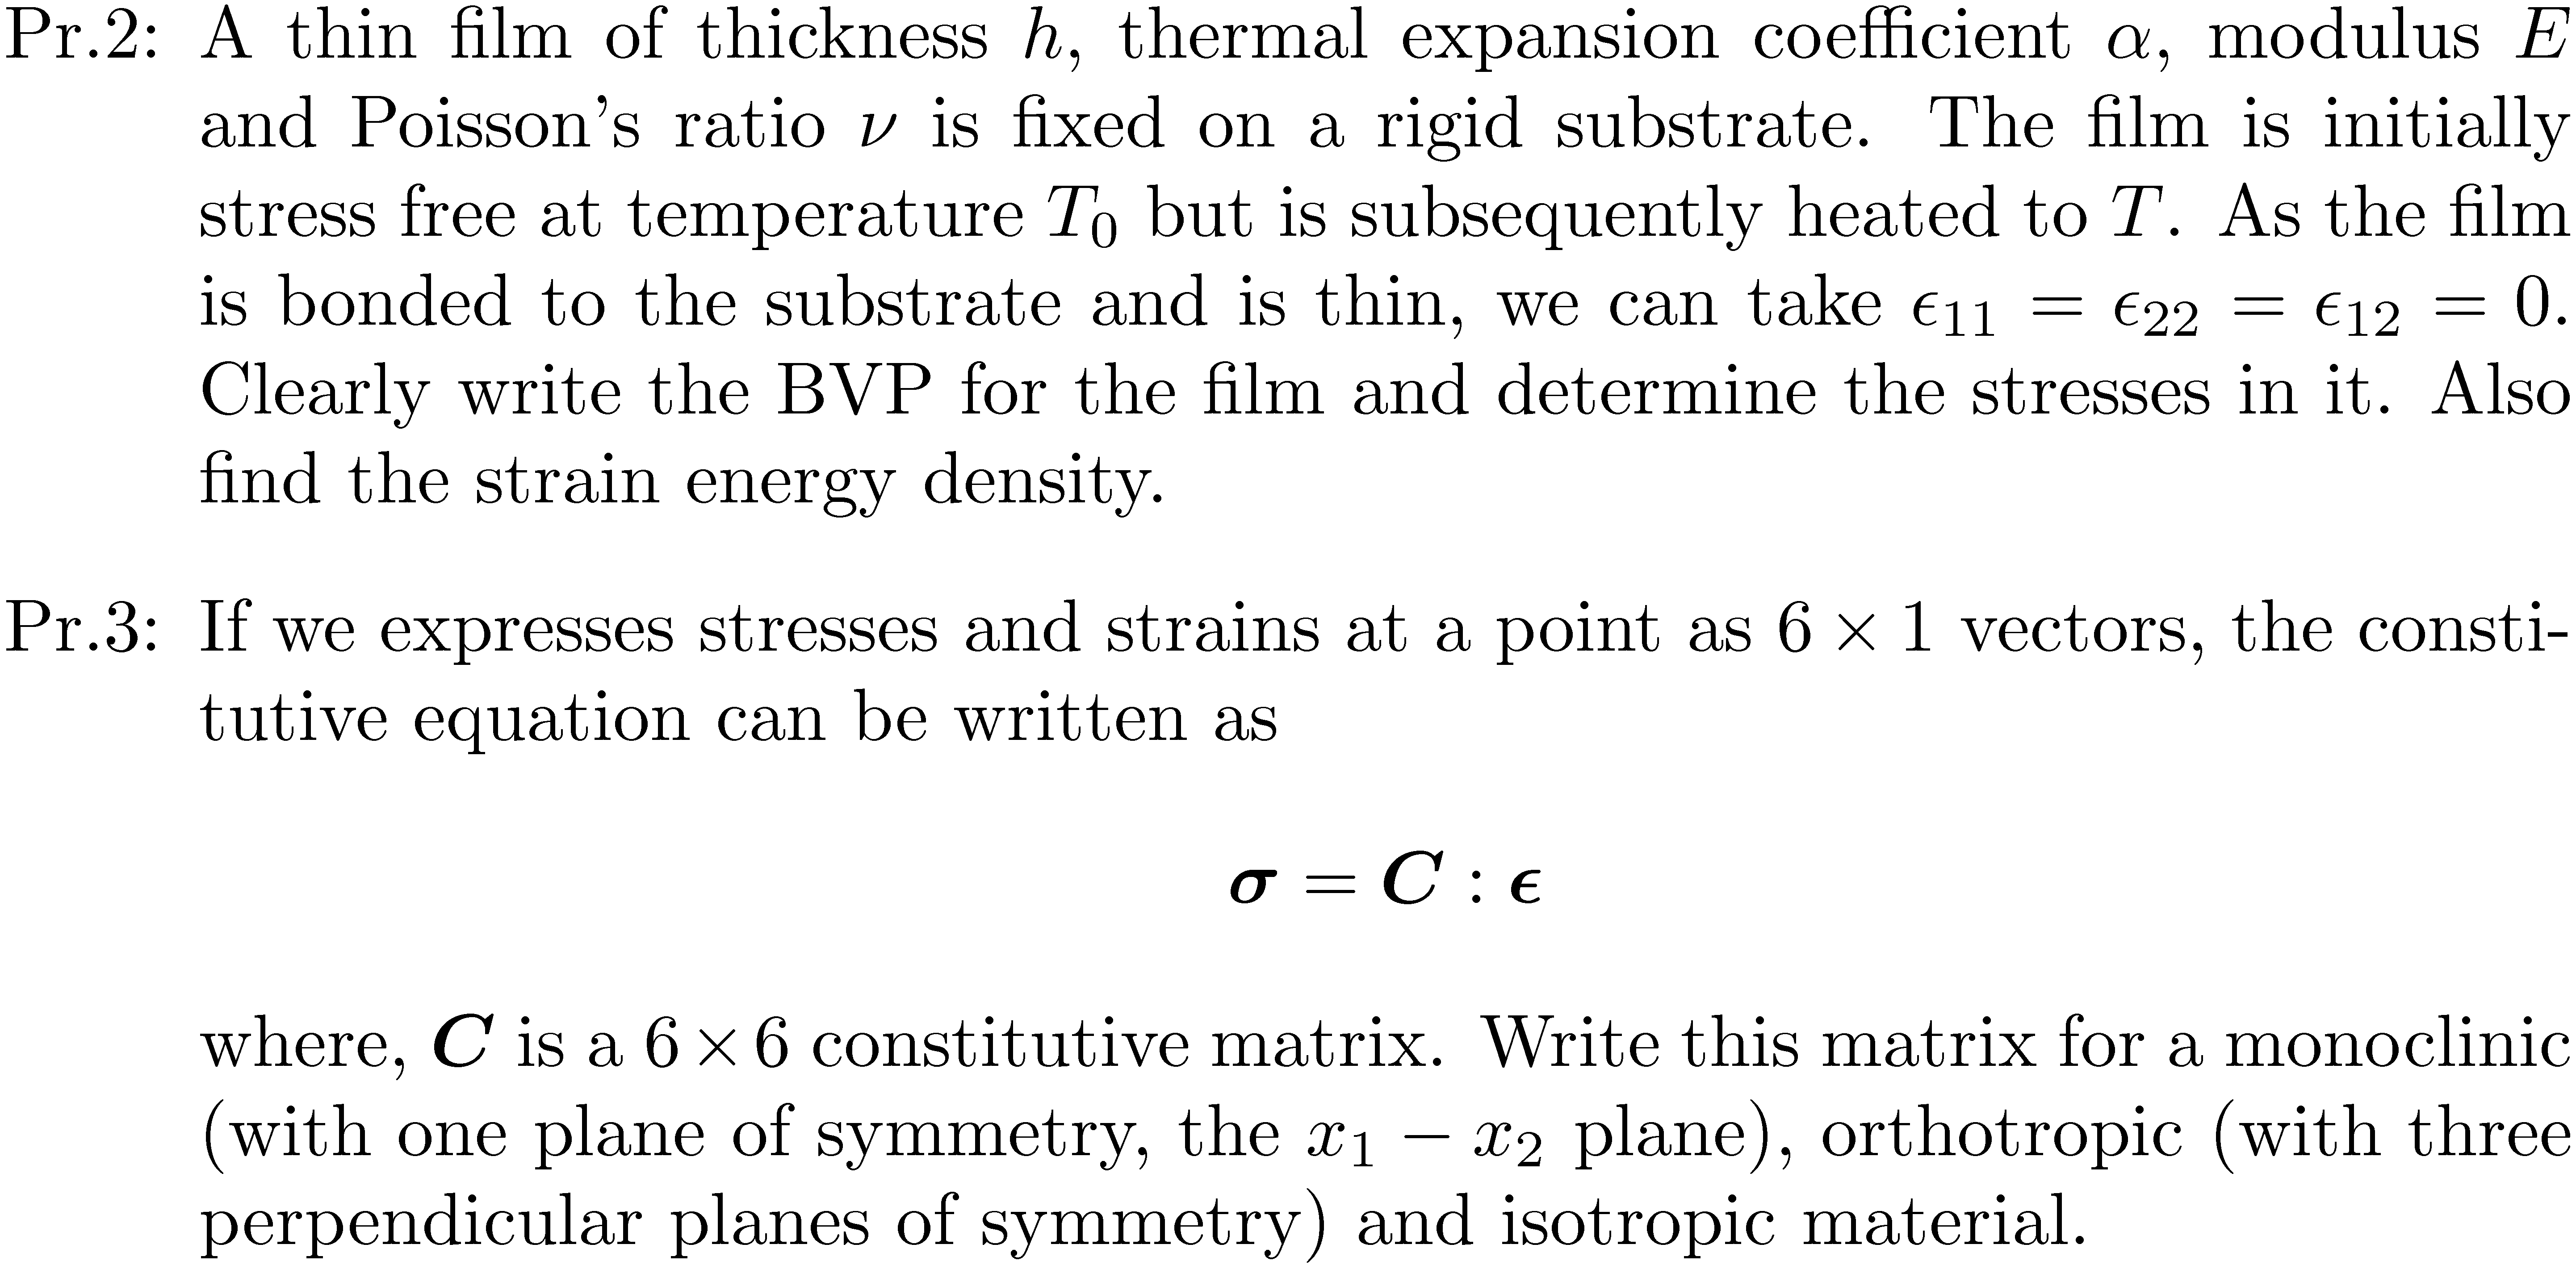 Pr.2: A thin film of thickness h, thermal expansion coefficient α, modulus E
and Poisson's ratio ν is fixed on a rigid substrate. The film is initially
stress free at temperature T₀ but is subsequently heated to T. As the film
is bonded to the substrate and is thin, we can take ϵ₁₁ = ϵ₂₂ = ϵ₁₂ = 0.
Clearly write the BVP for the film and determine the stresses in it. Also
find the strain energy density.
Pr.3: If we expresses stresses and strains at a point as 6 × 1 vectors, the consti-
tutive equation can be written as
σ = C : ϵ
where, C is a 6 × 6 constitutive matrix. Write this matrix for a monoclinic
(with one plane of symmetry, the x₁ − x₂ plane), orthotropic (with three
perpendicular planes of symmetry) and isotropic material.